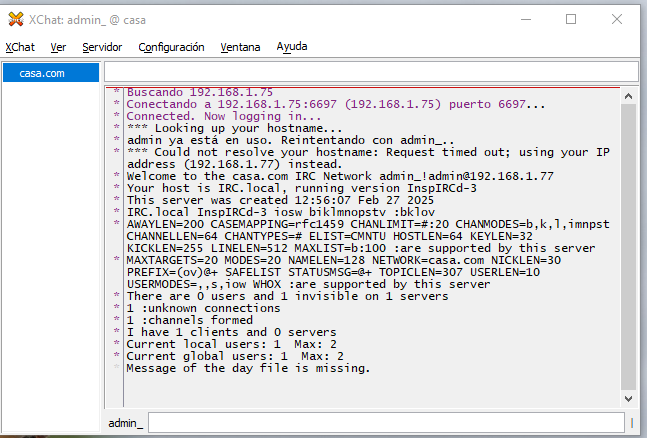 XChat: admin_ @ casa
XChat Ver Servidor Configuración Ventana Ayuda
casa.com
* Buscando 192.168.1.75
* Conectando a 192.168.1.75:6697 (192.168.1.75) puerto 6697...
* Connected. Now logging in...
* *** Looking up your hostname...
* admin ya está en uso. Reintentando con admin_..
* *** Could not resolve your hostname: Request timed out; using your IP
address (192.168.1.77) instead.
* Welcome to the casa.com IRC Network admin_!admin@192.168.1.77
* Your host is IRC.local, running version InspIRCd-3
* This server was created 12:56:07 Feb 27 2025
* IRC.local InspIRCd-3 iosw biklmnopstv :bklov
* AWAYLEN=200 CASEMAPPING=rfc1459 CHANLIMIT=#:20 CHANMODES=b,k,l,imnpst
CHANNELLEN=64 CHANTYPES=# ELIST=CMNTU HOSTLEN=64 KEYLEN=32
KICKLEN=255 LINELEN=512 MAXLIST=b:100 :are supported by this server
* MAXTARGETS=20 MODES=20 NAMELEN=128 NETWORK=casa.com NICKLEN=30
PREFIX=(ov)@+ SAFELIST STATUSMSG=@+ TOPICLEN=307 USERLEN=10
USERMODES=,,s,iow WHOX :are supported by this server
* There are 0 users and 1 invisible on 1 servers
* 1 :unknown connections
* 1 :channels formed
* I have 1 clients and 0 servers
* Current local users: 1 Max: 2
* Current global users: 1 Max: 2
* Message of the day file is missing.
admin_